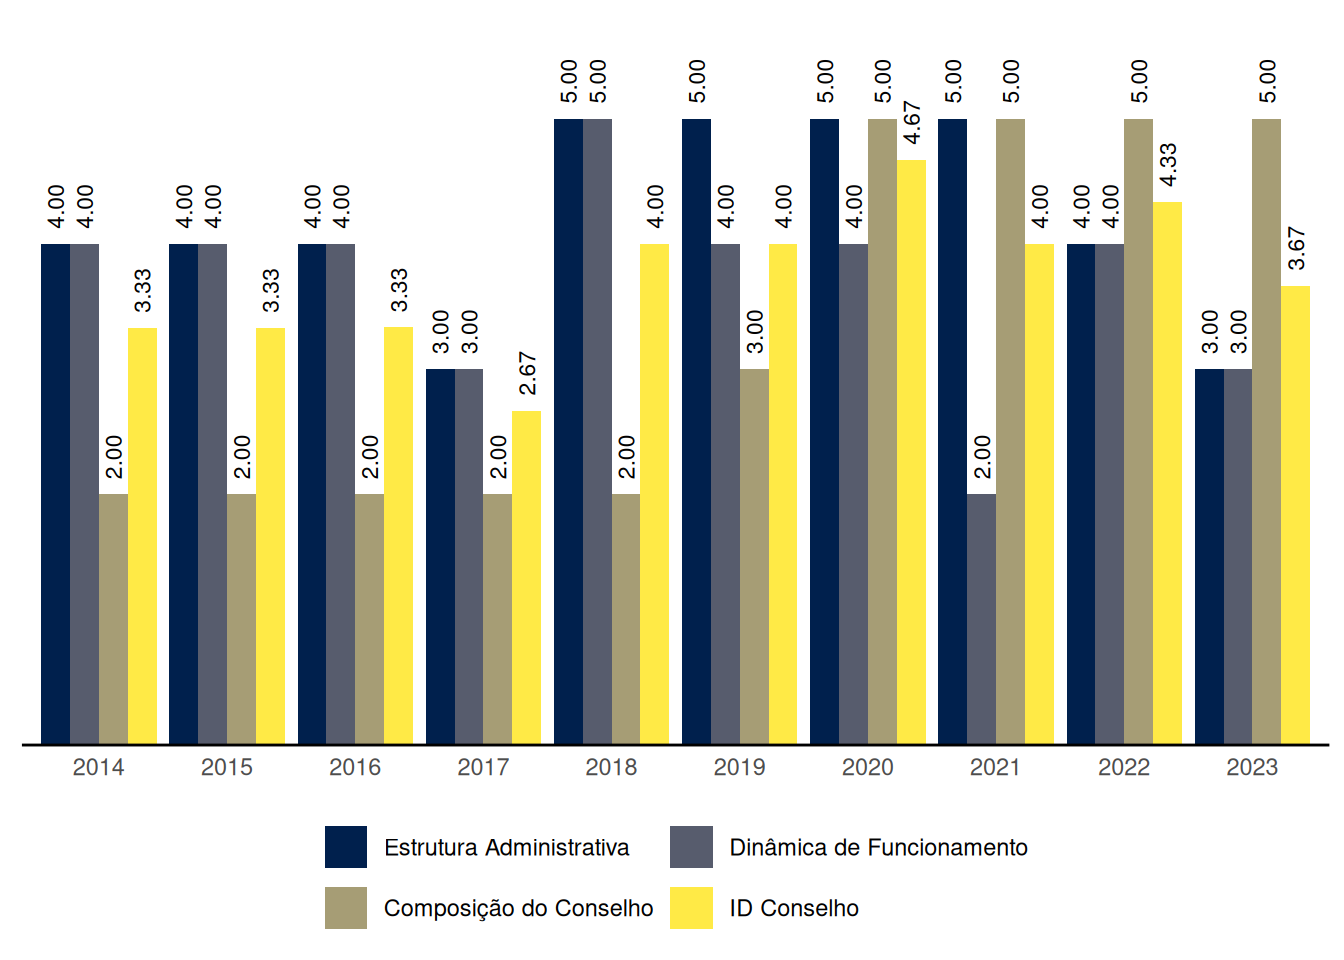 4.00 4.00 2.00 3.33 4.00 4.00 2.00 3.33 4.00 4.00 2.00 3.33 3.00 3.00 2.00 2.67 5.00 5.00 2.00 4.00 5.00 4.00 3.00 4.00 5.00 4.00 5.00 4.67 5.00 2.00 5.00 4.00 4.00 4.00 5.00 4.33 3.00 3.00 5.00 3.67
2014 2015 2016 2017 2018 2019 2020 2021 2022 2023
Estrutura Administrativa Dinâmica de Funcionamento
Composição do Conselho ID Conselho